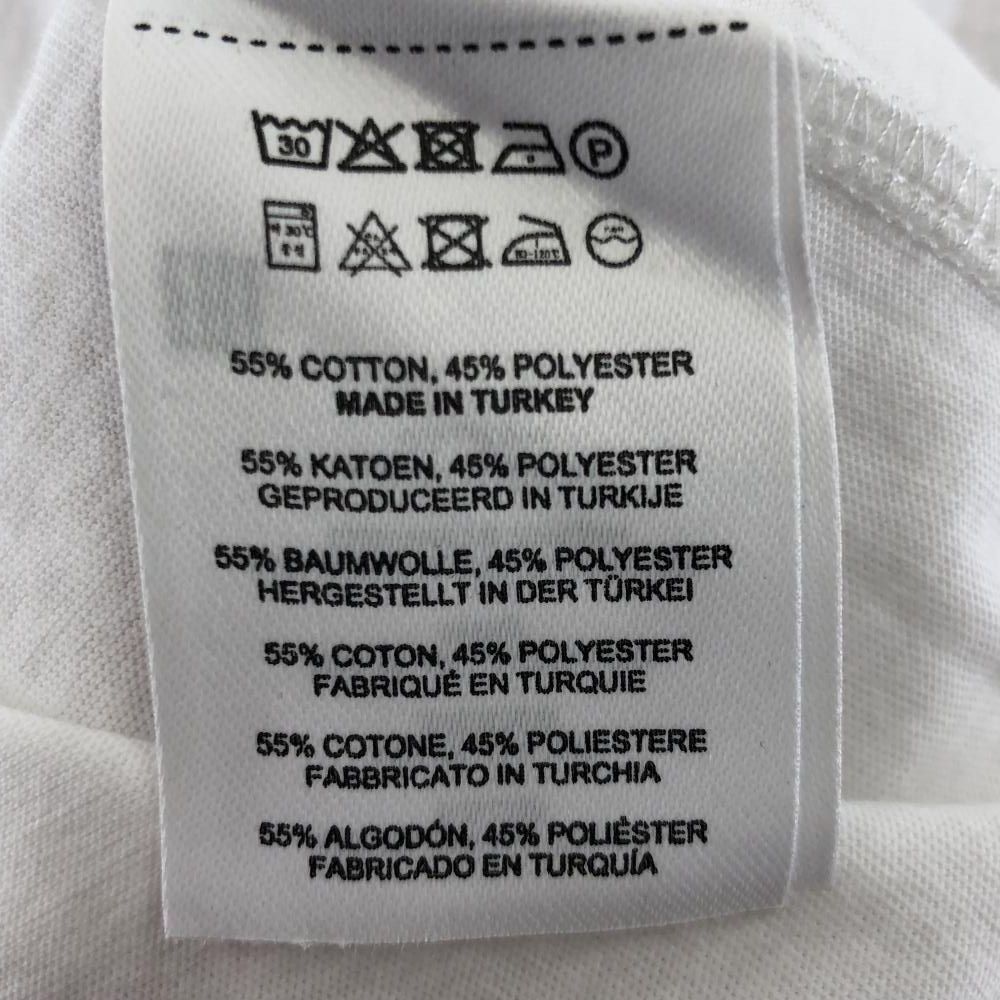 30 P
55% COTTON, 45% POLYESTER
MADE IN TURKEY
55% KATOEN, 45% POLYESTER
GEPRODUCEERD IN TURKIJE
55% BAUMWOLLE, 45% POLYESTER
HERGESTELLT IN DER TÜRKEI
55% COTON, 45% POLYESTER
FABRIQUÉ EN TURQUIE
55% COTONE, 45% POLIESTERE
FABBRICATO IN TURCHIA
55% ALGODÓN, 45% POLIÉSTER
FABRICADO EN TURQUÍA